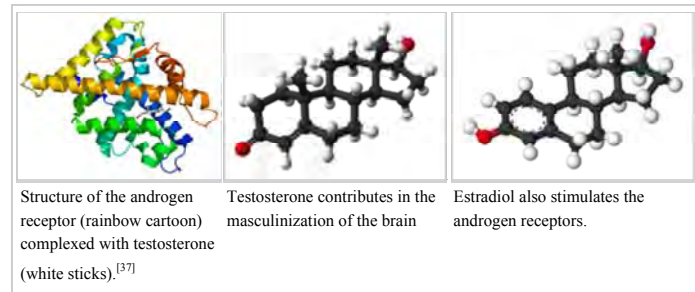 Structure of the androgen
receptor (rainbow cartoon)
complexed with testosterone
(white sticks).[37]
Testosterone contributes in the
masculinization of the brain
Estradiol also stimulates the
androgen receptors.